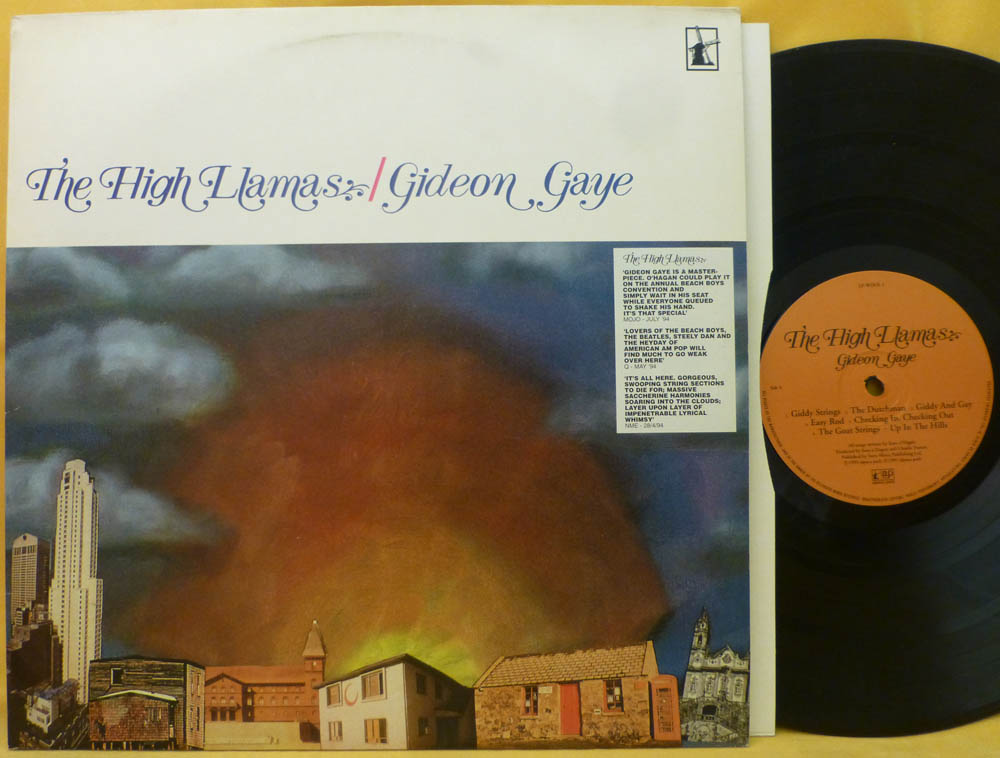 The High Llamas / Gideon Gaye
The High Llamas
'GIDEON GAYE IS A MASTER-
PIECE. O'HAGAN COULD PLAY IT
ON THE ANNUAL BEACH BOYS
CONVENTION AND
SIMPLY WAIT IN HIS SEAT
WHILE EVERYONE QUEUED
TO SHAKE HIS HAND.
IT'S THAT SPECIAL'
MOJO - JULY '94
'LOVERS OF THE BEACH BOYS,
THE BEATLES, STEELY DAN AND
THE HEYDAY OF
AMERICAN AM POP WILL
FIND MUCH TO GO WEAK
OVER HERE'
Q - MAY '94
'IT'S ALL HERE. GORGEOUS,
SWOOPING STRING SECTIONS
TO DIE FOR; MASSIVE
SACCHERINE HARMONIES
SOARING INTO THE CLOUDS;
LAYER UPON LAYER OF
IMPENETRABLE LYRICAL
WHIMSY'
NME - 28/4/94
The High Llamas
Gideon Gaye
Side A
Giddy Strings · The Dutchman · Giddy And Gay
· Easy Rod · Checking In, Checking Out
· The Goat Strings · Up In The Hills